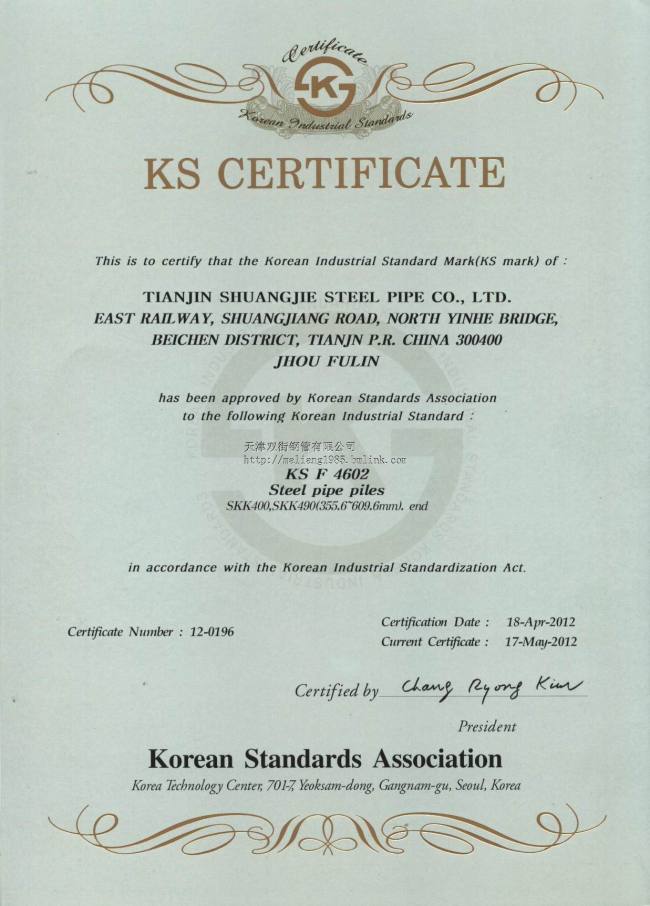 Certificate
KS
Korean Industrial Standards
KS CERTIFICATE
This is to certify that the Korean Industrial Standard Mark(KS mark) of :
TIANJIN SHUANGJIE STEEL PIPE CO., LTD.
EAST RAILWAY, SHUANGJIANG ROAD, NORTH YINHE BRIDGE,
BEICHEN DISTRICT, TIANJN P.R. CHINA 300400
JHOU FULIN
has been approved by Korean Standards Association
to the following Korean Industrial Standard :
天津双街钢管有限公司
http://meliang1985.bmlink.com
KS F 4602
Steel pipe piles
SKK400,SKK490(355.6~609.6mm). end
in accordance with the Korean Industrial Standardization Act.
Certificate Number : 12-0196
Certification Date : 18-Apr-2012
Current Certificate : 17-May-2012
Certified by Chang Ryong Kim
President
Korean Standards Association
Korea Technology Center, 701-7, Yeoksam-dong, Gangnam-gu, Seoul, Korea